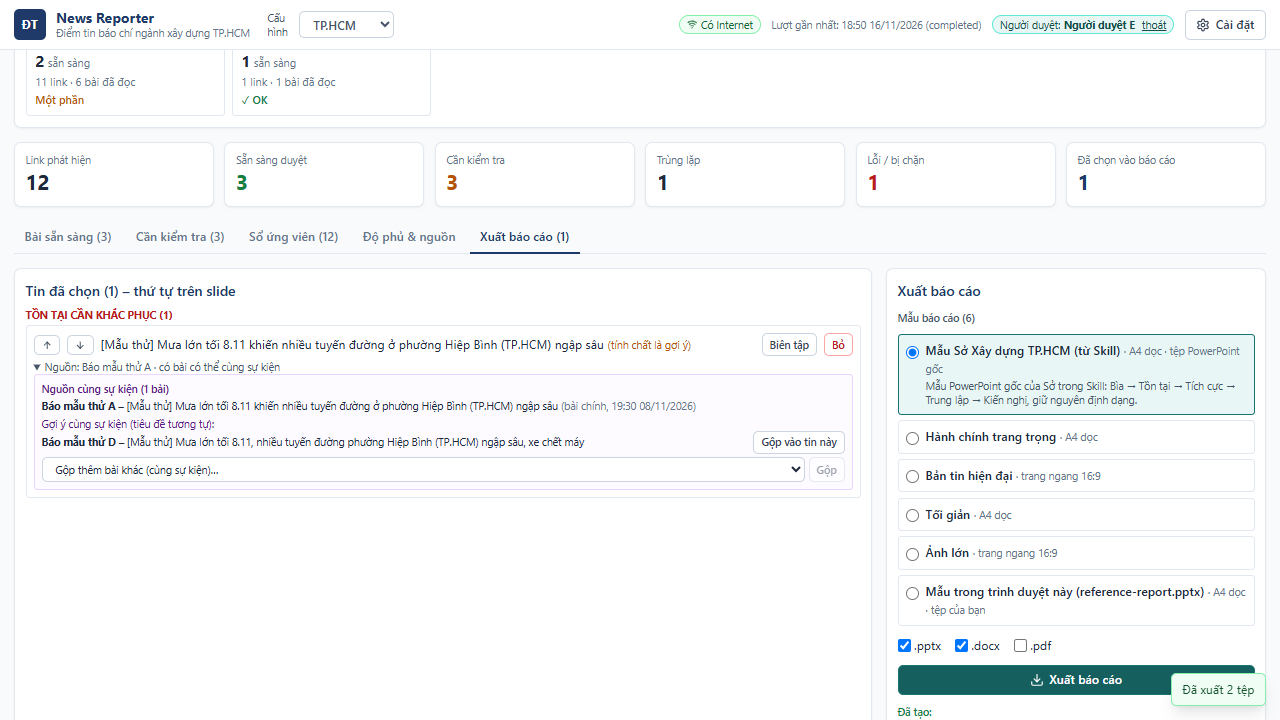 ĐT
News Reporter
Điểm tin báo chí ngành xây dựng TP.HCM
Cấu hình
TP.HCM
Có Internet
Lượt gần nhất: 18:50 16/11/2026 (completed)
Người duyệt: Người duyệt E thoát
Cài đặt
2 sẵn sàng
11 link · 6 bài đã đọc
Một phần
1 sẵn sàng
1 link · 1 bài đã đọc
✓ OK
Link phát hiện
12
Sẵn sàng duyệt
3
Cần kiểm tra
3
Trùng lặp
1
Lỗi / bị chặn
1
Đã chọn vào báo cáo
1
Bài sẵn sàng (3)
Cần kiểm tra (3)
Sổ ứng viên (12)
Độ phủ & nguồn
Xuất báo cáo (1)
Tin đã chọn (1) – thứ tự trên slide
TỒN TẠI CẦN KHẮC PHỤC (1)
↑ ↓ [Mẫu thử] Mưa lớn tối 8.11 khiến nhiều tuyến đường ở phường Hiệp Bình (TP.HCM) ngập sâu (tính chất là gợi ý)
Biên tập
Bỏ
▼ Nguồn: Báo mẫu thử A · có bài có thể cùng sự kiện
Nguồn cùng sự kiện (1 bài)
Báo mẫu thử A – [Mẫu thử] Mưa lớn tối 8.11 khiến nhiều tuyến đường ở phường Hiệp Bình (TP.HCM) ngập sâu (bài chính, 19:30 08/11/2026)
Gợi ý cùng sự kiện (tiêu đề tương tự):
Báo mẫu thử D – [Mẫu thử] Mưa lớn tối 8.11, nhiều tuyến đường phường Hiệp Bình (TP.HCM) ngập sâu, xe chết máy
Gộp vào tin này
Gộp thêm bài khác (cùng sự kiện)...
Gộp
Xuất báo cáo
Mẫu báo cáo (6)
Mẫu Sở Xây dựng TP.HCM (từ Skill) · A4 dọc · tệp PowerPoint
gốc
Mẫu PowerPoint gốc của Sở trong Skill: Bìa → Tồn tại → Tích cực →
Trung lập → Kiến nghị, giữ nguyên định dạng.
Hành chính trang trọng · A4 dọc
Bản tin hiện đại · trang ngang 16:9
Tối giản · A4 dọc
Ảnh lớn · trang ngang 16:9
Mẫu trong trình duyệt này (reference-report.pptx) · A4 dọc
· tệp của bạn
.pptx
.docx
.pdf
Xuất báo cáo
Đã xuất 2 tệp
Đã tạo: